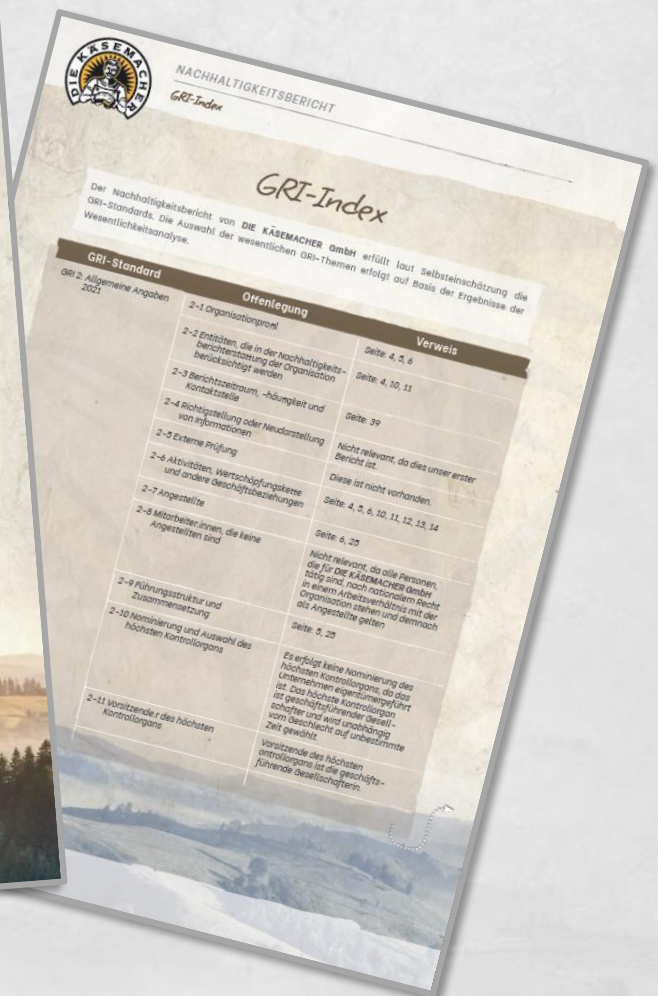 DIE KÄSEMACHER
NACHHALTIGKEITSBERICHT
GRI-Index
GRI-Index
Der Nachhaltigkeitsbericht von DIE KÄSEMACHER GmbH erfüllt laut Selbsteinschätzung die
GRI-Standards. Die Auswahl der wesentlichen GRI-Themen erfolgt auf Basis der Ergebnisse der
Wesentlichkeitsanalyse.
GRI-Standard
Offenlegung
Verweis
GRI 2: Allgemeine Angaben
2021
2-1 Organisationprofil
Seite: 4, 5, 6
2-2 Entitäten, die in der Nachhaltigkeits-
berichterstattung der Organisation
berücksichtigt werden
Seite: 4, 10, 11
2-3 Berichtszeitraum, -häufigkeit und
Kontaktstelle
Seite: 39
2-4 Richtigstellung oder Neudarstellung
von Informationen
Nicht relevant, da dies unser erster
Bericht ist.
2-5 Externe Prüfung
Diese ist nicht vorhanden.
2-6 Aktivitäten, Wertschöpfungskette
und andere Geschäftsbeziehungen
Seite: 4, 5, 6, 10, 11, 12, 13, 14
2-7 Angestellte
Seite: 6, 25
2-8 Mitarbeiter:innen, die keine
Angestellten sind
Nicht relevant, da alle Personen,
die für DIE KÄSEMACHER GmbH
tätig sind, nach nationalem Recht
in einem Arbeitsverhältnis mit der
Organisation stehen und demnach
als Angestellte gelten
2-9 Führungsstruktur und
Zusammensetzung
Seite: 5, 25
2-10 Nominierung und Auswahl des
höchsten Kontrollorgans
Es erfolgt keine Nominierung des
höchsten Kontrollorgans, da das
Unternehmen eigentümergeführt
ist. Das höchste Kontrollorgan
ist geschäftsführender Gesell-
schafter und wird unabhängig
vom Geschlecht auf unbestimmte
Zeit gewählt.
2-11 Vorsitzende:r des höchsten
Kontrollorgans
Vorsitzende des höchsten
ontrollorgans ist die geschäfts-
führende Gesellschafterin.